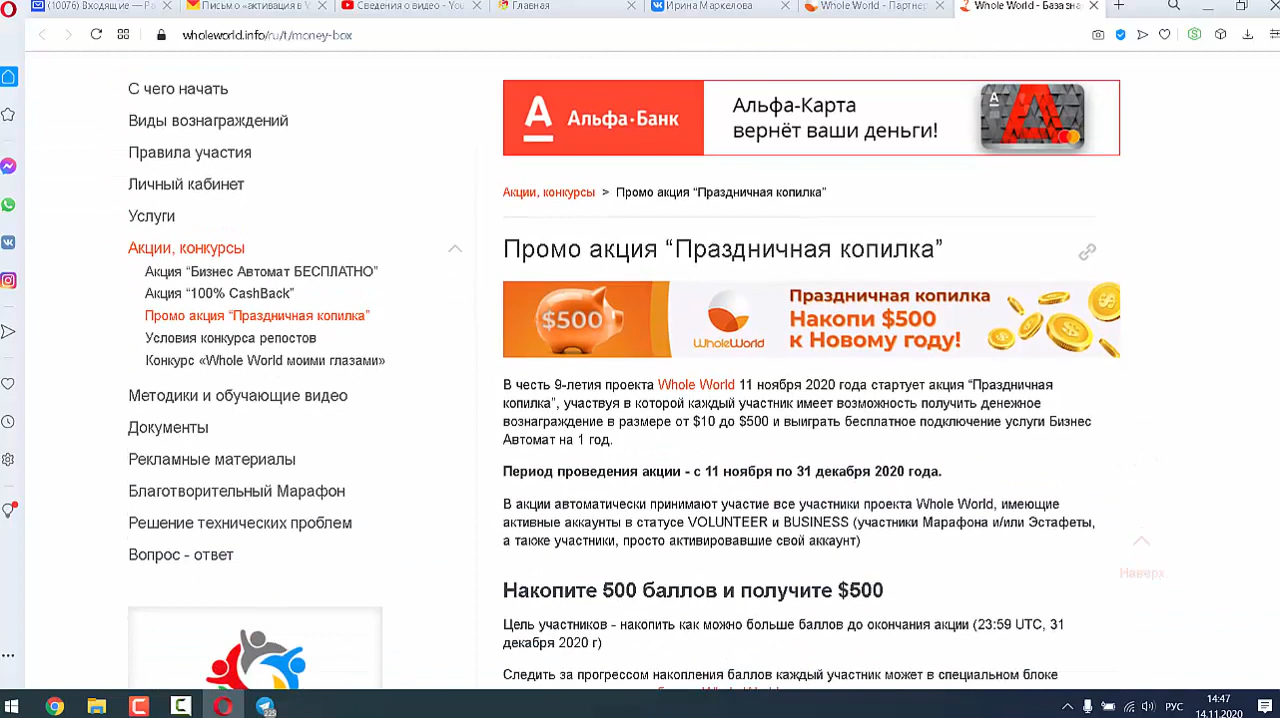 (10076) Входящие — Ра
Письмо «активация в
Сведения о видео - You
Главная
Ирина Маркелова
Whole World - Партнер
Whole World - База зна
wholeworld.info/ru/t/money-box
С чего начать
Виды вознаграждений
Правила участия
Личный кабинет
Услуги
Акции, конкурсы
Акция “Бизнес Автомат БЕСПЛАТНО”
Акция “100% CashBack”
Промо акция “Праздничная копилка”
Условия конкурса репостов
Конкурс «Whole World моими глазами»
Методики и обучающие видео
Документы
Рекламные материалы
Благотворительный Марафон
Решение технических проблем
Вопрос - ответ
А Альфа·Банк
Альфа-Карта
вернёт ваши деньги!
Акции, конкурсы > Промо акция “Праздничная копилка”
Промо акция “Праздничная копилка”
$500
WholeWorld
Праздничная копилка
Накопи $500
к Новому году!
В честь 9-летия проекта Whole World 11 ноября 2020 года стартует акция “Праздничная
копилка”, участвуя в которой каждый участник имеет возможность получить денежное
вознаграждение в размере от $10 до $500 и выиграть бесплатное подключение услуги Бизнес
Автомат на 1 год.
Период проведения акции - с 11 ноября по 31 декабря 2020 года.
В акции автоматически принимают участие все участники проекта Whole World, имеющие
активные аккаунты в статусе VOLUNTEER и BUSINESS (участники Марафона и/или Эстафеты,
а также участники, просто активировавшие свой аккаунт)
Наверх
Накопите 500 баллов и получите $500
Цель участников - накопить как можно больше баллов до окончания акции (23:59 UTC, 31
декабря 2020 г)
Следить за прогрессом накопления баллов каждый участник может в специальном блоке
225
РУС
14:47
14.11.2020